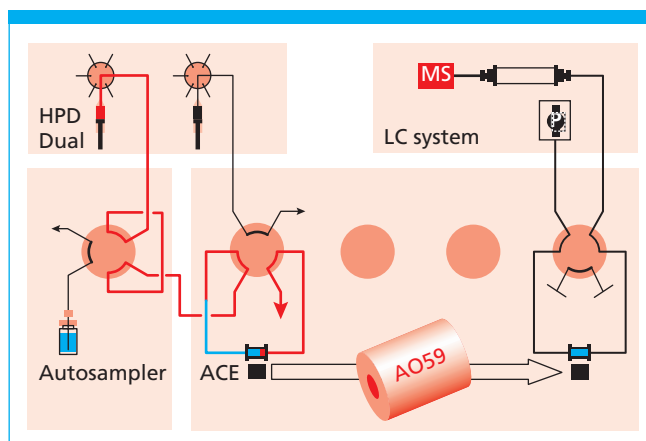 HPD
Dual
MS
P
LC system
Autosampler
ACE
AO59